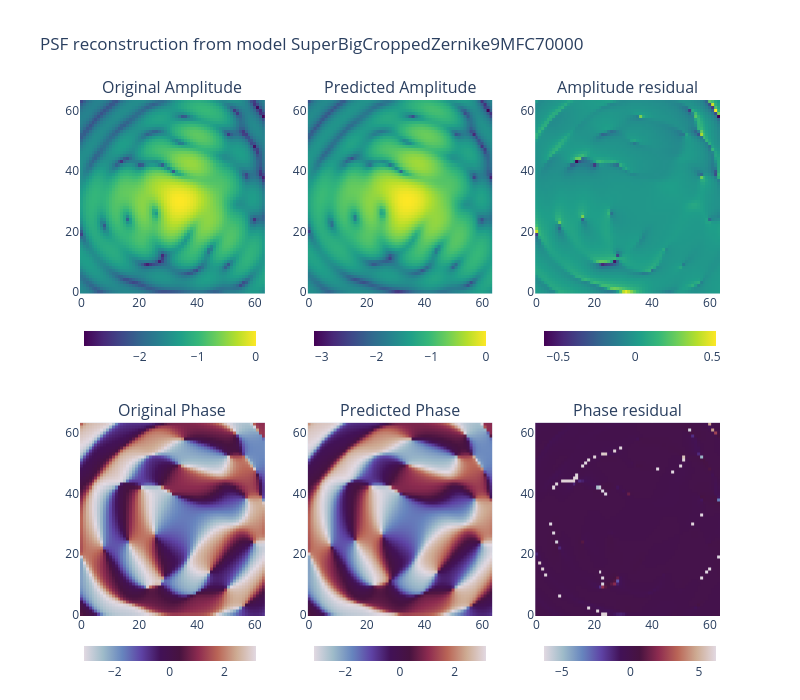 PSF reconstruction from model SuperBigCroppedZernike9MFC70000
Original Amplitude
Predicted Amplitude
Amplitude residual
60
40
20
0
0 20 40 60
60
40
20
0
0 20 40 60
60
40
20
0
0 20 40 60
−2 −1 0
−3 −2 −1 0
−0.5 0 0.5
Original Phase
Predicted Phase
Phase residual
60
40
20
0
0 20 40 60
60
40
20
0
0 20 40 60
60
40
20
0
0 20 40 60
−2 0 2
−2 0 2
−5 0 5